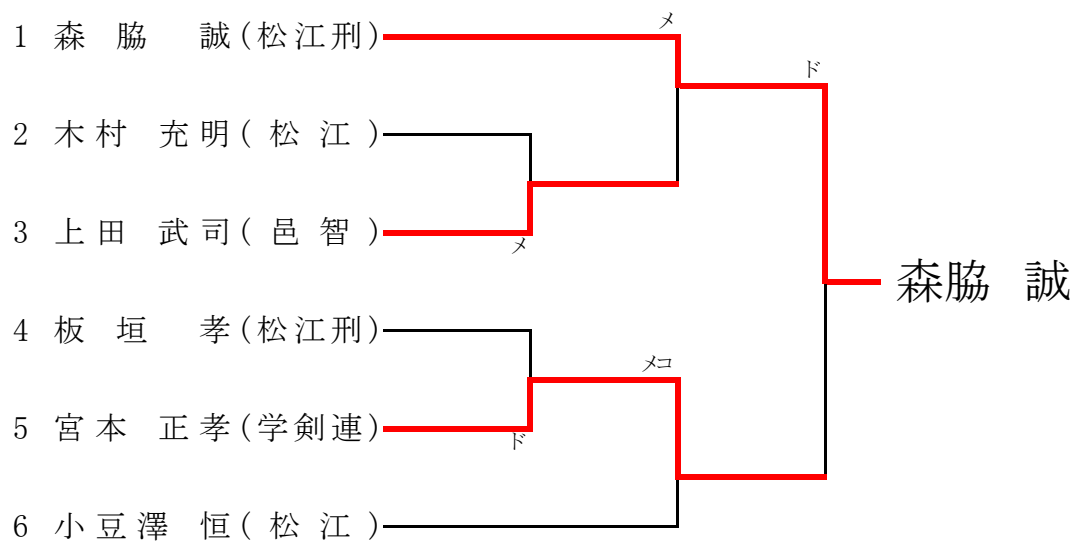 メ
1 森 脇 誠(松江刑)
ド
2 木村 充明( 松 江 )
3 上田 武司( 邑 智 )
メ
森脇 誠
4 板 垣 孝(松江刑)
メコ
5 宮本 正孝(学剣連)
ド
6 小豆澤 恒( 松 江 )